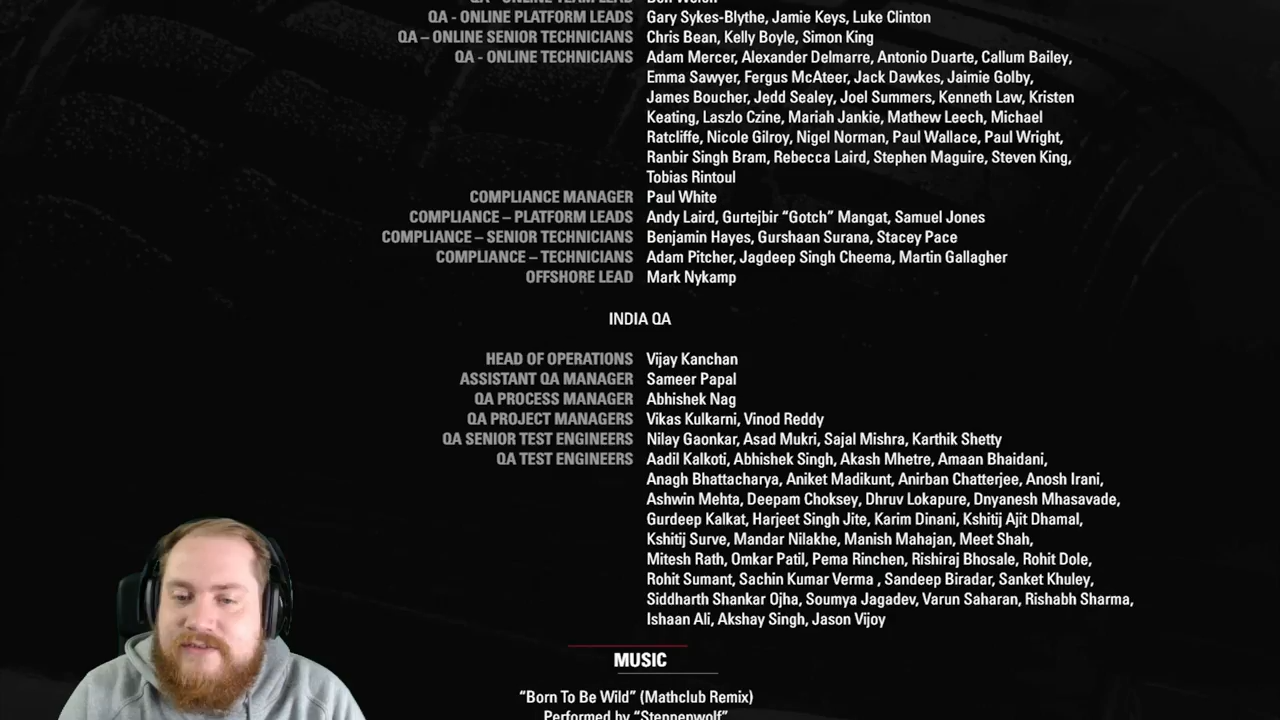 QA - ONLINE TEAM LEAD Ben Welch
QA - ONLINE PLATFORM LEADS Gary Sykes-Blythe, Jamie Keys, Luke Clinton
QA – ONLINE SENIOR TECHNICIANS Chris Bean, Kelly Boyle, Simon King
QA - ONLINE TECHNICIANS Adam Mercer, Alexander Delmarre, Antonio Duarte, Callum Bailey,
Emma Sawyer, Fergus McAteer, Jack Dawkes, Jaimie Golby,
James Boucher, Jedd Sealey, Joel Summers, Kenneth Law, Kristen
Keating, Laszlo Czine, Mariah Jankie, Mathew Leech, Michael
Ratcliffe, Nicole Gilroy, Nigel Norman, Paul Wallace, Paul Wright,
Ranbir Singh Bram, Rebecca Laird, Stephen Maguire, Steven King,
Tobias Rintoul
COMPLIANCE MANAGER Paul White
COMPLIANCE – PLATFORM LEADS Andy Laird, Gurtejbir “Gotch” Mangat, Samuel Jones
COMPLIANCE – SENIOR TECHNICIANS Benjamin Hayes, Gurshaan Surana, Stacey Pace
COMPLIANCE – TECHNICIANS Adam Pitcher, Jagdeep Singh Cheema, Martin Gallagher
OFFSHORE LEAD Mark Nykamp
INDIA QA
HEAD OF OPERATIONS Vijay Kanchan
ASSISTANT QA MANAGER Sameer Papal
QA PROCESS MANAGER Abhishek Nag
QA PROJECT MANAGERS Vikas Kulkarni, Vinod Reddy
QA SENIOR TEST ENGINEERS Nilay Gaonkar, Asad Mukri, Sajal Mishra, Karthik Shetty
QA TEST ENGINEERS Aadil Kalkoti, Abhishek Singh, Akash Mhetre, Amaan Bhaidani,
Anagh Bhattacharya, Aniket Madikunt, Anirban Chatterjee, Anosh Irani,
Ashwin Mehta, Deepam Choksey, Dhruv Lokapure, Dnyanesh Mhasavade,
Gurdeep Kalkat, Harjeet Singh Jite, Karim Dinani, Kshitij Ajit Dhamal,
Kshitij Surve, Mandar Nilakhe, Manish Mahajan, Meet Shah,
Mitesh Rath, Omkar Patil, Pema Rinchen, Rishiraj Bhosale, Rohit Dole,
Rohit Sumant, Sachin Kumar Verma , Sandeep Biradar, Sanket Khuley,
Siddharth Shankar Ojha, Soumya Jagadev, Varun Saharan, Rishabh Sharma,
Ishaan Ali, Akshay Singh, Jason Vijoy
MUSIC
“Born To Be Wild” (Mathclub Remix)
Performed by “Steppenwolf”